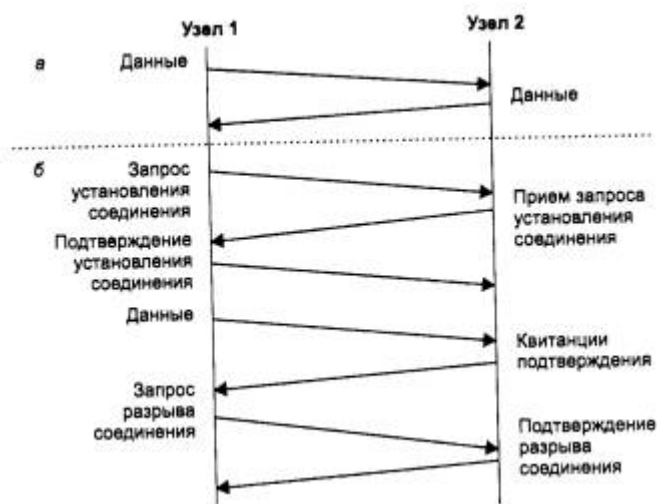 Узел 1
Узел 2
а
Данные
Данные
б
Запрос
установления
соединения
Прием запроса
установления
соединения
Подтверждение
установления
соединения
Данные
Квитанции
подтверждения
Запрос
разрыва
соединения
Подтверждение
разрыва
соединения